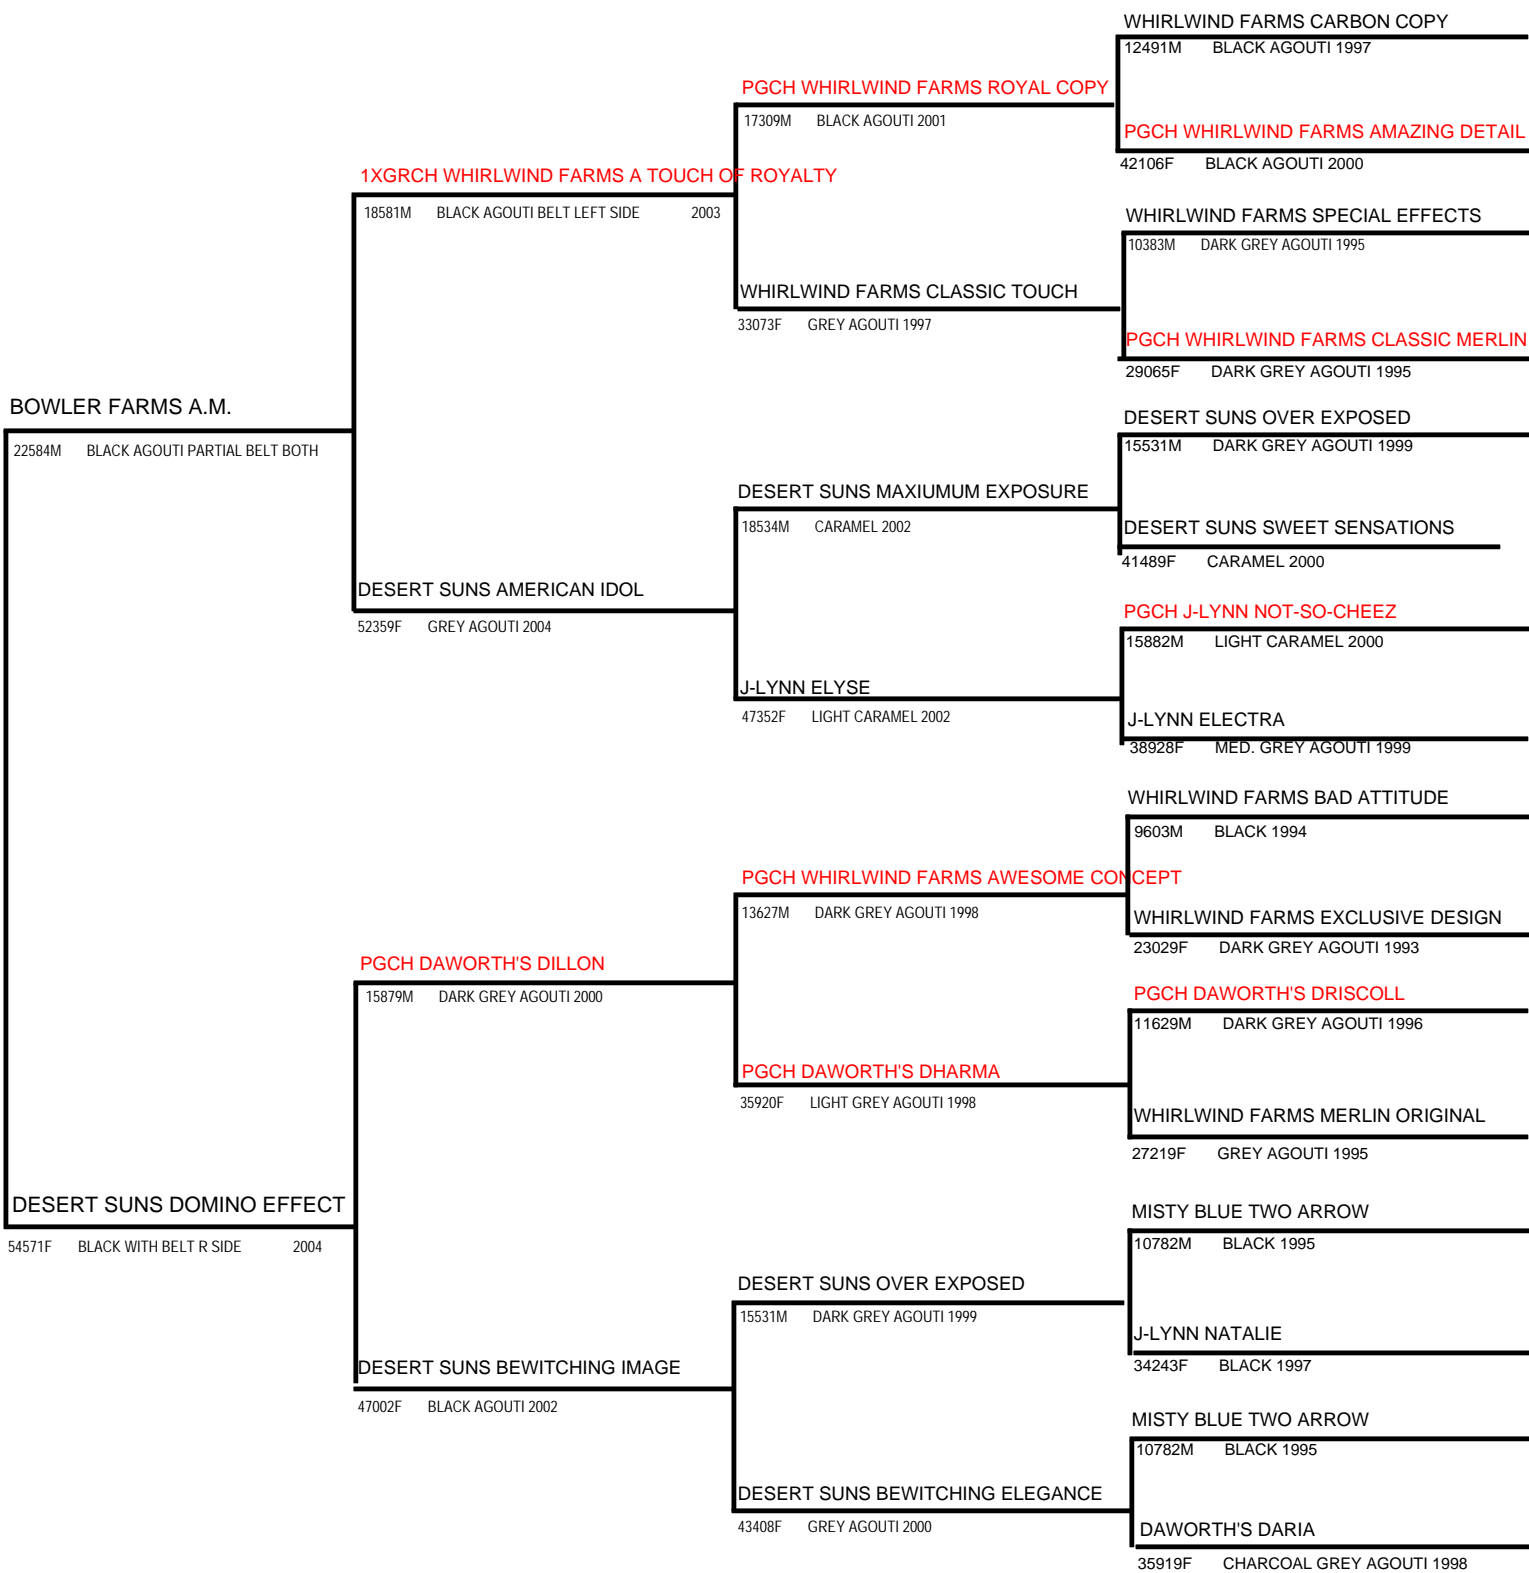 WHIRLWIND FARMS CARBON COPY
12491M BLACK AGOUTI 1997
PGCH WHIRLWIND FARMS ROYAL COPY
17309M BLACK AGOUTI 2001
PGCH WHIRLWIND FARMS AMAZING DETAIL
42106F BLACK AGOUTI 2000
1XGRCH WHIRLWIND FARMS A TOUCH OF ROYALTY
18581M BLACK AGOUTI BELT LEFT SIDE 2003
WHIRLWIND FARMS SPECIAL EFFECTS
10383M DARK GREY AGOUTI 1995
WHIRLWIND FARMS CLASSIC TOUCH
33073F GREY AGOUTI 1997
PGCH WHIRLWIND FARMS CLASSIC MERLIN
29065F DARK GREY AGOUTI 1995
BOWLER FARMS A.M.
22584M BLACK AGOUTI PARTIAL BELT BOTH
DESERT SUNS OVER EXPOSED
15531M DARK GREY AGOUTI 1999
DESERT SUNS MAXIUMUM EXPOSURE
18534M CARAMEL 2002
DESERT SUNS SWEET SENSATIONS
41489F CARAMEL 2000
DESERT SUNS AMERICAN IDOL
52359F GREY AGOUTI 2004
PGCH J-LYNN NOT-SO-CHEEZ
15882M LIGHT CARAMEL 2000
J-LYNN ELYSE
47352F LIGHT CARAMEL 2002
J-LYNN ELECTRA
38928F MED. GREY AGOUTI 1999
WHIRLWIND FARMS BAD ATTITUDE
9603M BLACK 1994
PGCH WHIRLWIND FARMS AWESOME CONCEPT
13627M DARK GREY AGOUTI 1998
WHIRLWIND FARMS EXCLUSIVE DESIGN
23029F DARK GREY AGOUTI 1993
PGCH DAWORTH'S DILLON
15879M DARK GREY AGOUTI 2000
PGCH DAWORTH'S DRISCOLL
11629M DARK GREY AGOUTI 1996
PGCH DAWORTH'S DHARMA
35920F LIGHT GREY AGOUTI 1998
WHIRLWIND FARMS MERLIN ORIGINAL
27219F GREY AGOUTI 1995
DESERT SUNS DOMINO EFFECT
54571F BLACK WITH BELT R SIDE 2004
MISTY BLUE TWO ARROW
10782M BLACK 1995
DESERT SUNS OVER EXPOSED
15531M DARK GREY AGOUTI 1999
J-LYNN NATALIE
34243F BLACK 1997
DESERT SUNS BEWITCHING IMAGE
47002F BLACK AGOUTI 2002
MISTY BLUE TWO ARROW
10782M BLACK 1995
DESERT SUNS BEWITCHING ELEGANCE
43408F GREY AGOUTI 2000
DAWORTH'S DARIA
35919F CHARCOAL GREY AGOUTI 1998